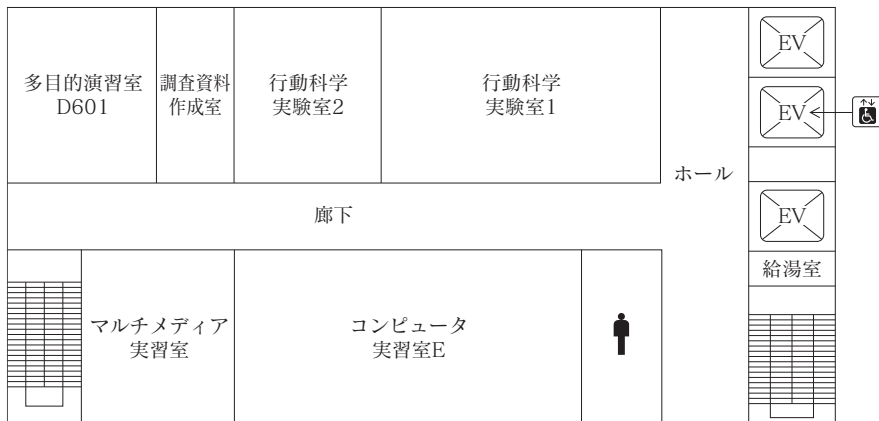 多目的演習室
D601
調査資料
作成室
行動科学
実験室2
行動科学
実験室1
ホール
EV
EV
EV
廊下
給湯室
マルチメディア
実習室
コンピュータ
実習室E